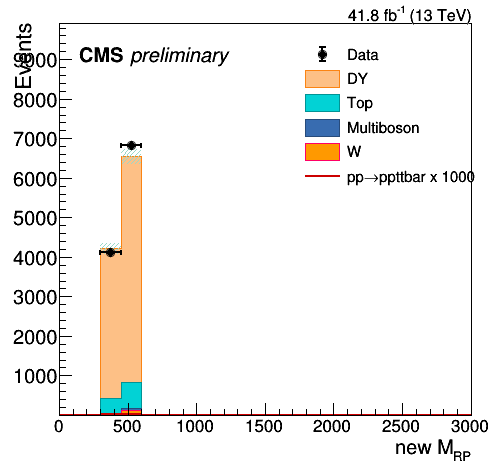 41.8 fb⁻¹ (13 TeV)
Events
CMS preliminary
Data
DY
Top
Multiboson
W
pp→ppttbar x 1000
9000
8000
7000
6000
5000
4000
3000
2000
1000
0 500 1000 1500 2000 2500 3000
new M_RP